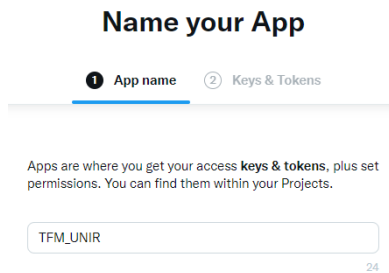 Name your App
1 App name 2 Keys & Tokens
Apps are where you get your access keys & tokens, plus set
permissions. You can find them within your Projects.
TFM_UNIR
24